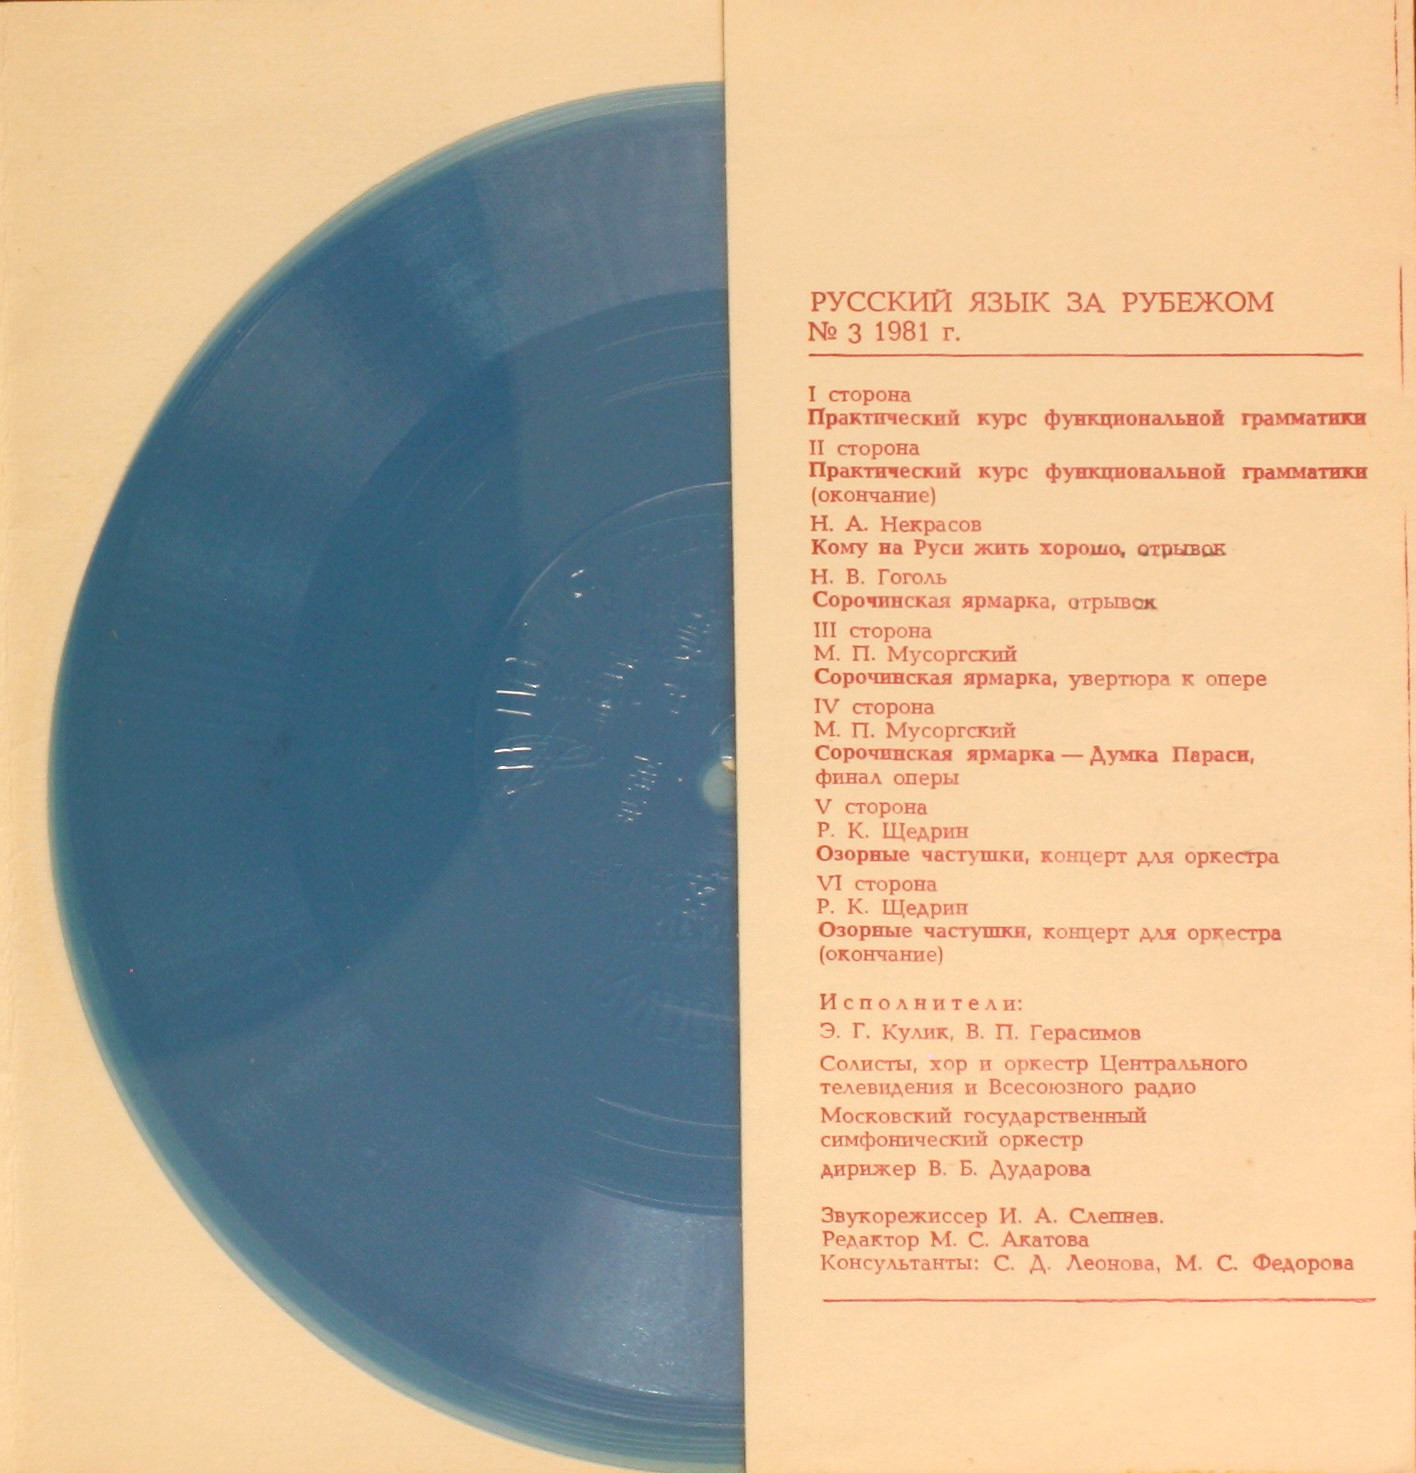 РУССКИЙ ЯЗЫК ЗА РУБЕЖОМ
№ 3 1981 г.
I сторона
Практический курс функциональной грамматики
II сторона
Практический курс функциональной грамматики
(окончание)
Н. А. Некрасов
Кому на Руси жить хорошо, отрывок
Н. В. Гоголь
Сорочинская ярмарка, отрывок
III сторона
М. П. Мусоргский
Сорочинская ярмарка, увертюра к опере
IV сторона
М. П. Мусоргский
Сорочинская ярмарка — Думка Параси,
финал оперы
V сторона
Р. К. Щедрин
Озорные частушки, концерт для оркестра
VI сторона
Р. К. Щедрин
Озорные частушки, концерт для оркестра
(окончание)
Исполнители:
Э. Г. Кулик, В. П. Герасимов
Солисты, хор и оркестр Центрального
телевидения и Всесоюзного радио
Московский государственный
симфонический оркестр
дирижер В. Б. Дударова
Звукорежиссер И. А. Слепнев.
Редактор М. С. Акатова
Консультанты: С. Д. Леонова, М. С. Федорова